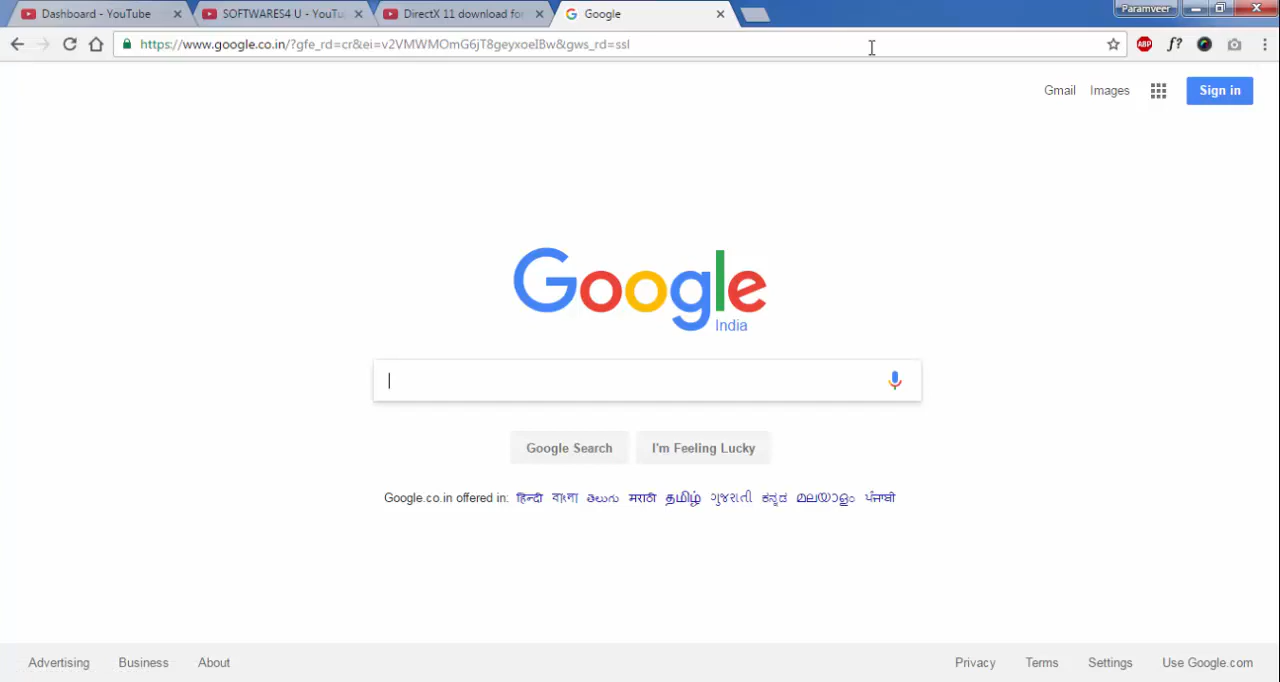 Dashboard - YouTube
SOFTWARES4 U - YouTu
DirectX 11 download fo
Google
Paramveer
https://www.google.co.in/?gfe_rd=cr&ei=v2VMWMOmG6jT8geyxoeIBw&gws_rd=ssl
ABP
f?
Gmail Images
Sign in
Google
India
Google Search
I'm Feeling Lucky
Google.co.in offered in: हिन्दी বাংলা తెలుగు मराठी தமிழ் ગુજરાતી ಕನ್ನಡ മലയാളം ਪੰਜਾਬੀ
Advertising Business About
Privacy Terms Settings Use Google.com